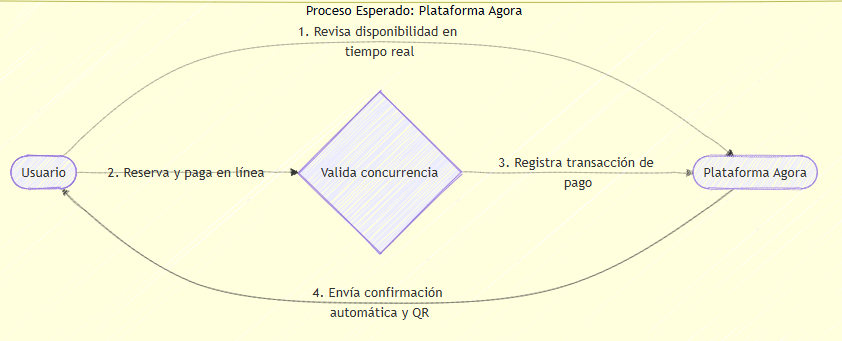 Proceso Esperado: Plataforma Agora
1. Revisa disponibilidad en
tiempo real
Usuario
2. Reserva y paga en línea
Valida concurrencia
3. Registra transacción de
pago
Plataforma Agora
4. Envía confirmación
automática y QR